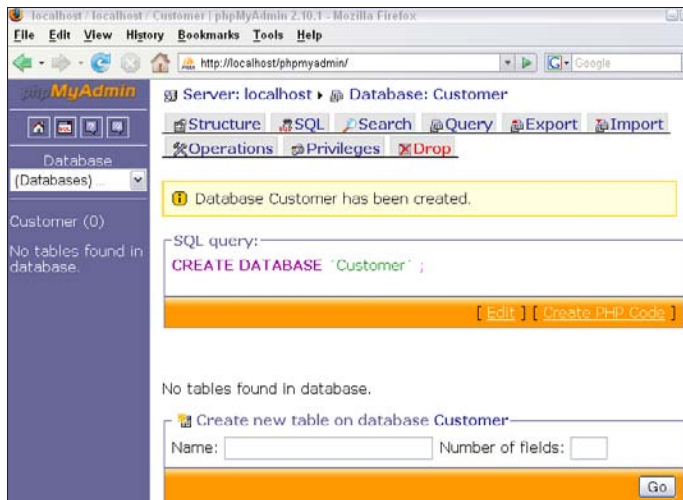 localhost / localhost / Customer | phpMyAdmin 2.10.1 - Mozilla Firefox
File Edit View History Bookmarks Tools Help
http://localhost/phpmyadmin/
Google
phpMyAdmin
Database
(Databases) ...
Customer (0)
No tables found in
database.
Server: localhost Database: Customer
Structure SQL Search Query Export Import
Operations Privileges Drop
Database Customer has been created.
SQL query:
CREATE DATABASE `Customer` ;
[ Edit ] [ Create PHP Code ]
No tables found in database.
Create new table on database Customer
Name: Number of fields:
Go